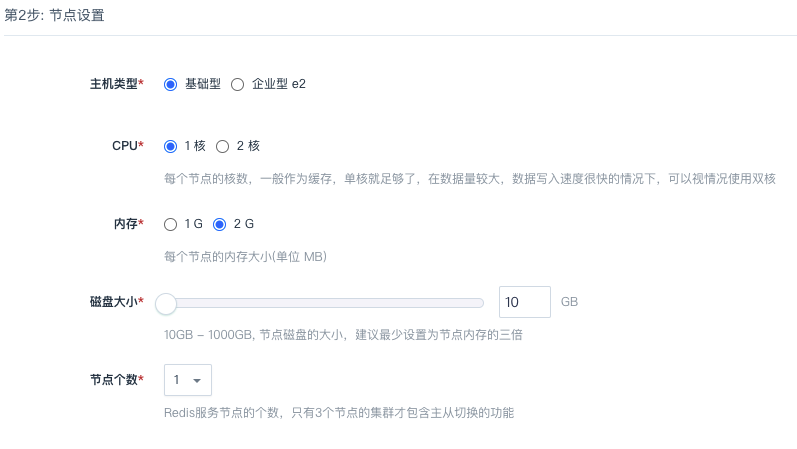 第2步: 节点设置
主机类型* 基础型 企业型 e2
CPU* 1 核 2 核
每个节点的核数，一般作为缓存，单核就足够了，在数据量较大，数据写入速度很快的情况下，可以视情况使用双核
内存* 1 G 2 G
每个节点的内存大小(单位 MB)
磁盘大小* 10 GB
10GB – 1000GB, 节点磁盘的大小，建议最少设置为节点内存的三倍
节点个数* 1
Redis服务节点的个数，只有3个节点的集群才包含主从切换的功能